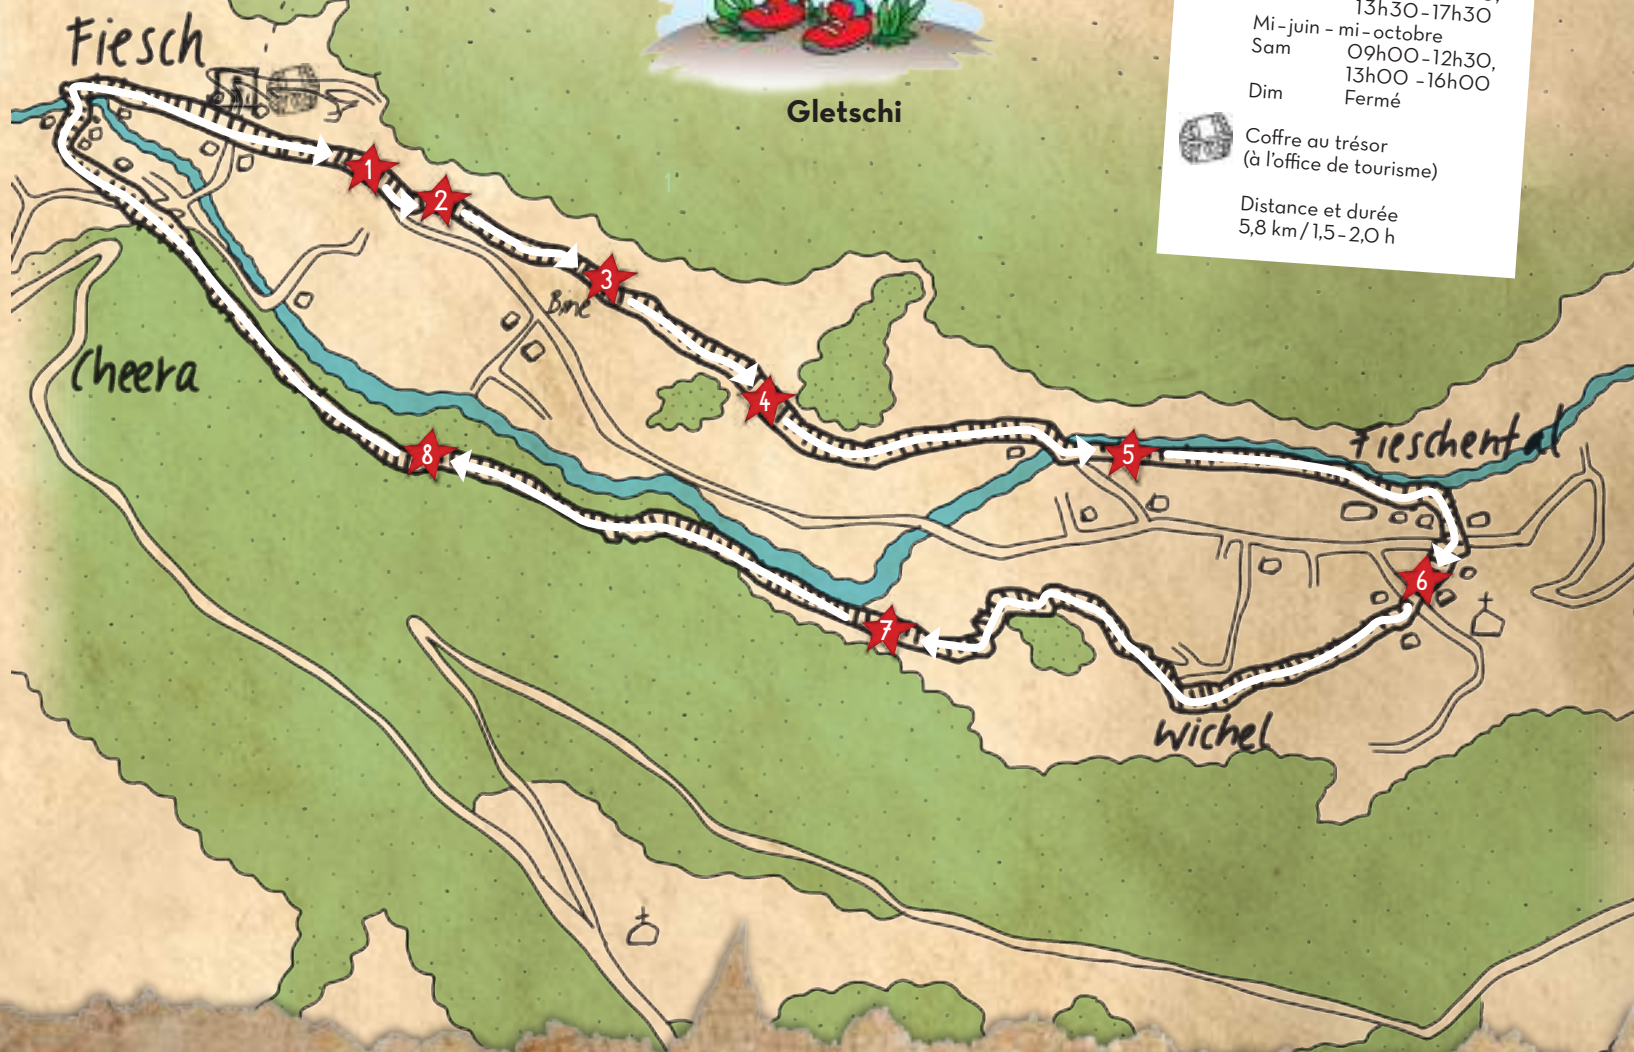 Fiesch
Gletschi
13h30-17h30
Mi-juin - mi-octobre
Sam 09h00-12h30,
13h00 -16h00
Dim Fermé
Coffre au trésor
(à l'office de tourisme)
Distance et durée
5,8 km / 1,5-2,0 h
1
2
3
Bine
Cheera
4
5
Fieschental
6
7
8
Wichel